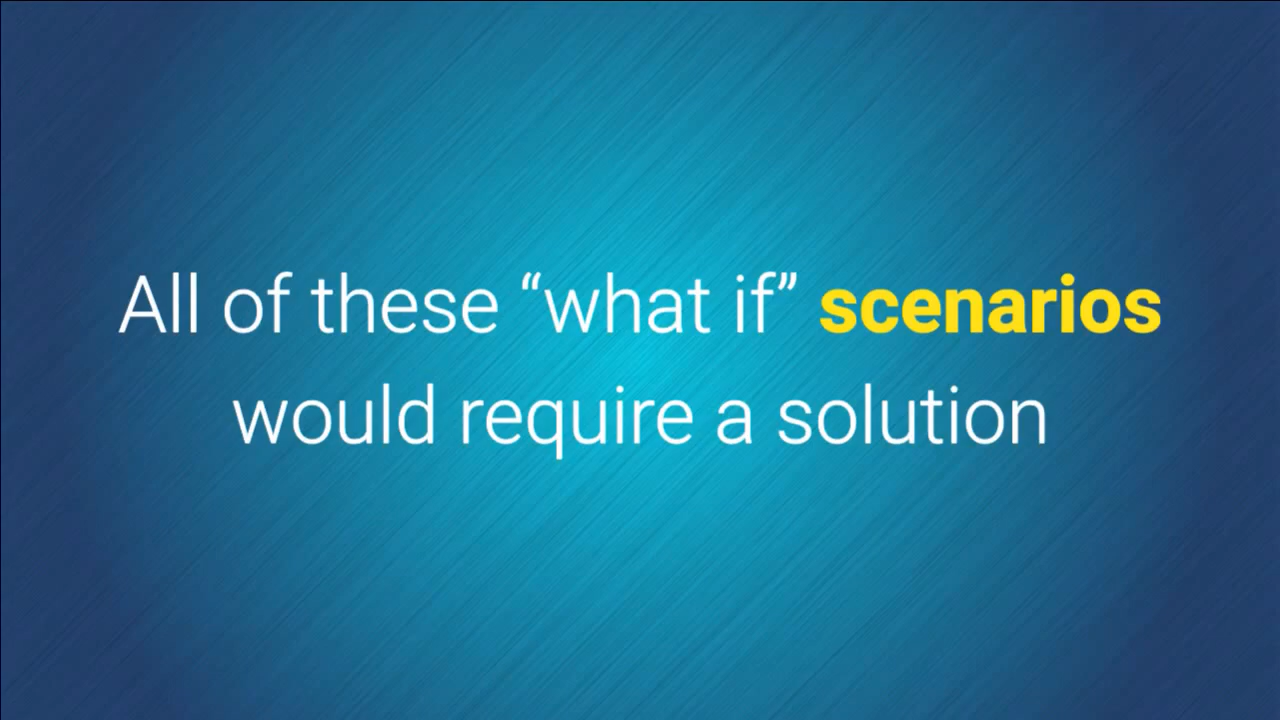 All of these “what if” scenarios
would require a solution